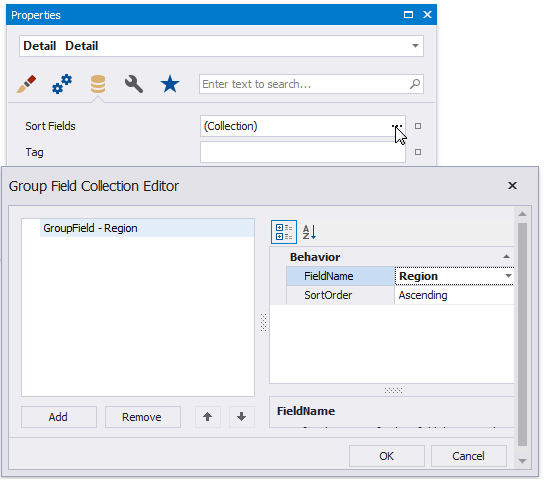 Properties
Detail Detail
Enter text to search...
Sort Fields (Collection) ...
Tag
Group Field Collection Editor
GroupField - Region
A
Z
Behavior
FieldName Region
SortOrder Ascending
Add Remove
FieldName
OK Cancel